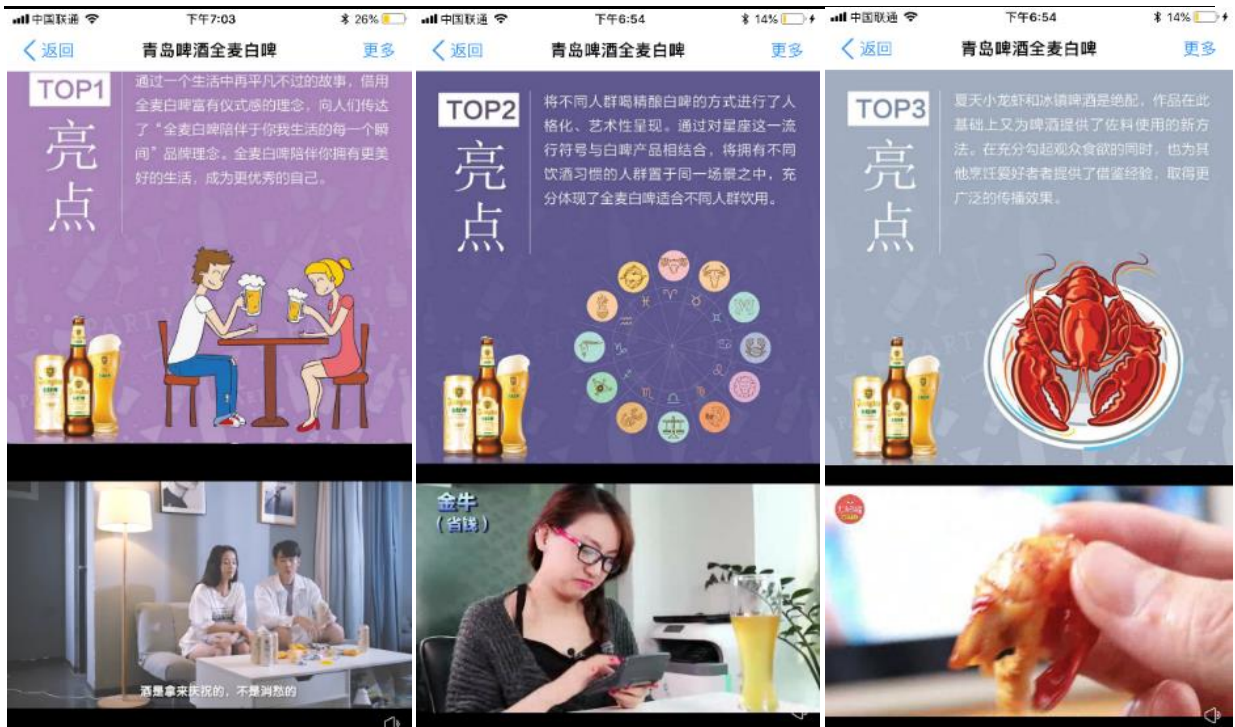 中国联通
下午7:03
26%
返回
青岛啤酒全麦白啤
更多
TOP1
亮
点
通过一个生活中再平凡不过的故事，借用
全麦白啤富有仪式感的理念，向人们传达
了“全麦白啤陪伴于你我生活的每一个瞬
间”品牌理念。全麦白啤陪伴你拥有更美
好的生活，成为更优秀的自己。
酒是拿来庆祝的，不是消愁的
中国联通
下午6:54
14%
返回
青岛啤酒全麦白啤
更多
TOP2
亮
点
将不同人群喝精酿白啤的方式进行了人
格化、艺术性呈现。通过对星座这一流
行符号与白啤产品相结合，将拥有不同
饮酒习惯的人群置于同一场景之中，充
分体现了全麦白啤适合不同人群饮用。
金牛
（省钱）
中国联通
下午6:54
14%
返回
青岛啤酒全麦白啤
更多
TOP3
亮
点
夏天小龙虾和冰镇啤酒是绝配，作品在此
基础上又为啤酒提供了佐料使用的新方
法。在充分勾起观众食欲的同时，也为其
他烹饪爱好者者提供了借鉴经验，取得更
广泛的传播效果。